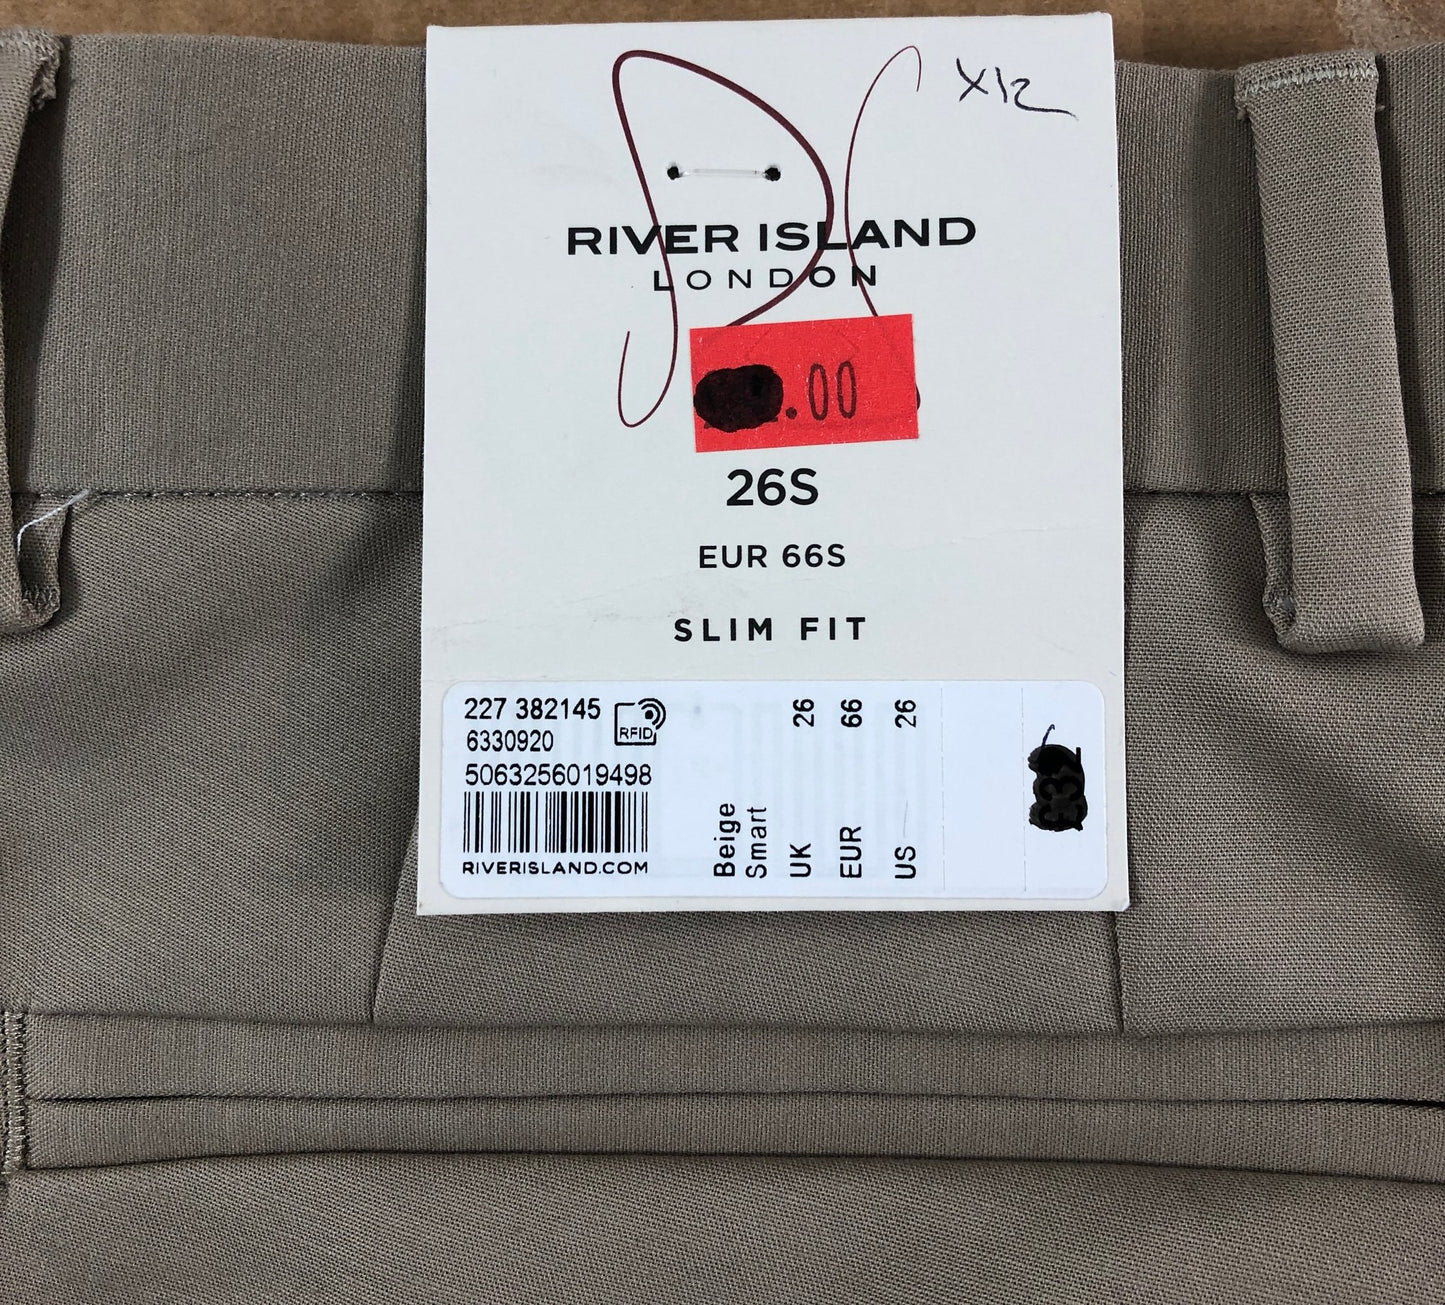 X12
RIVER ISLAND
LONDON
.00
26S
EUR 66S
SLIM FIT
227 382145
RFID
6330920
5063256019498
RIVERISLAND.COM
Beige
Smart
UK 26
EUR 66
US 26